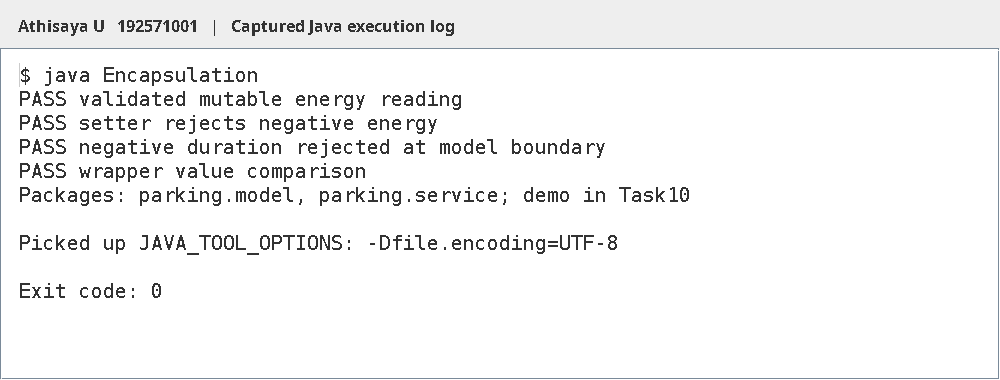 Athisaya U 192571001 | Captured Java execution log
$ java Encapsulation
PASS validated mutable energy reading
PASS setter rejects negative energy
PASS negative duration rejected at model boundary
PASS wrapper value comparison
Packages: parking.model, parking.service; demo in Task10
Picked up JAVA_TOOL_OPTIONS: -Dfile.encoding=UTF-8
Exit code: 0